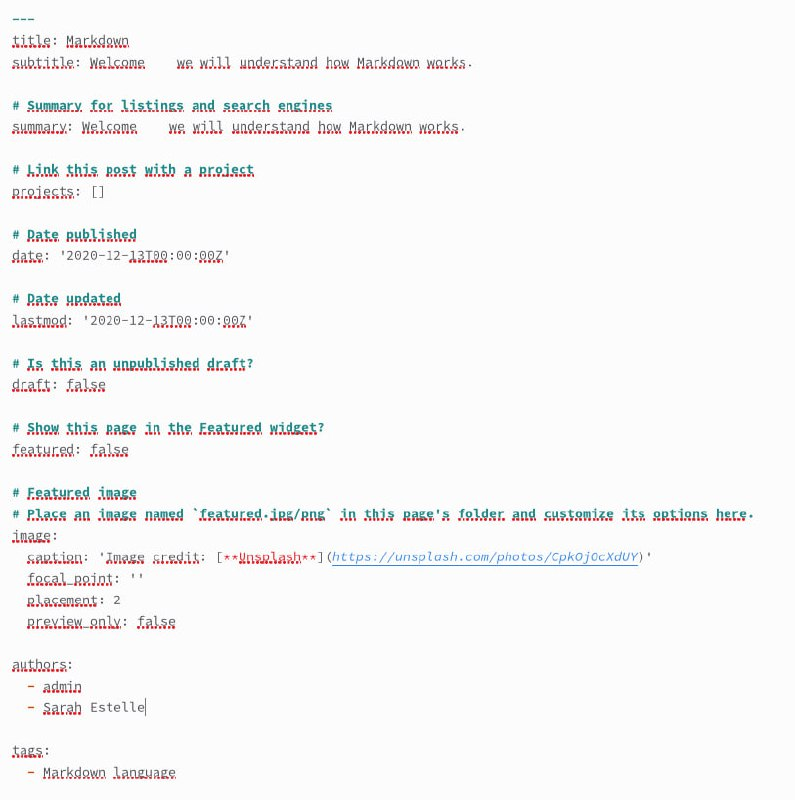 ---
title: Markdown
subtitle: Welcome    we will understand how Markdown works.
# Summary for listings and search engines
summary: Welcome    we will understand how Markdown works.
# Link this post with a project
projects: []
# Date published
date: '2020-12-13T00:00:00Z'
# Date updated
lastmod: '2020-12-13T00:00:00Z'
# Is this an unpublished draft?
draft: false
# Show this page in the Featured widget?
featured: false
# Featured image
# Place an image named `featured.jpg/png` in this page's folder and customize its options here.
image:
  caption: 'Image credit: [**Unsplash**](https://unsplash.com/photos/CpkOjOcXdUY)'
  focal_point: ''
  placement: 2
  preview_only: false
authors:
  - admin
  - Sarah Estelle
tags:
  - Markdown language